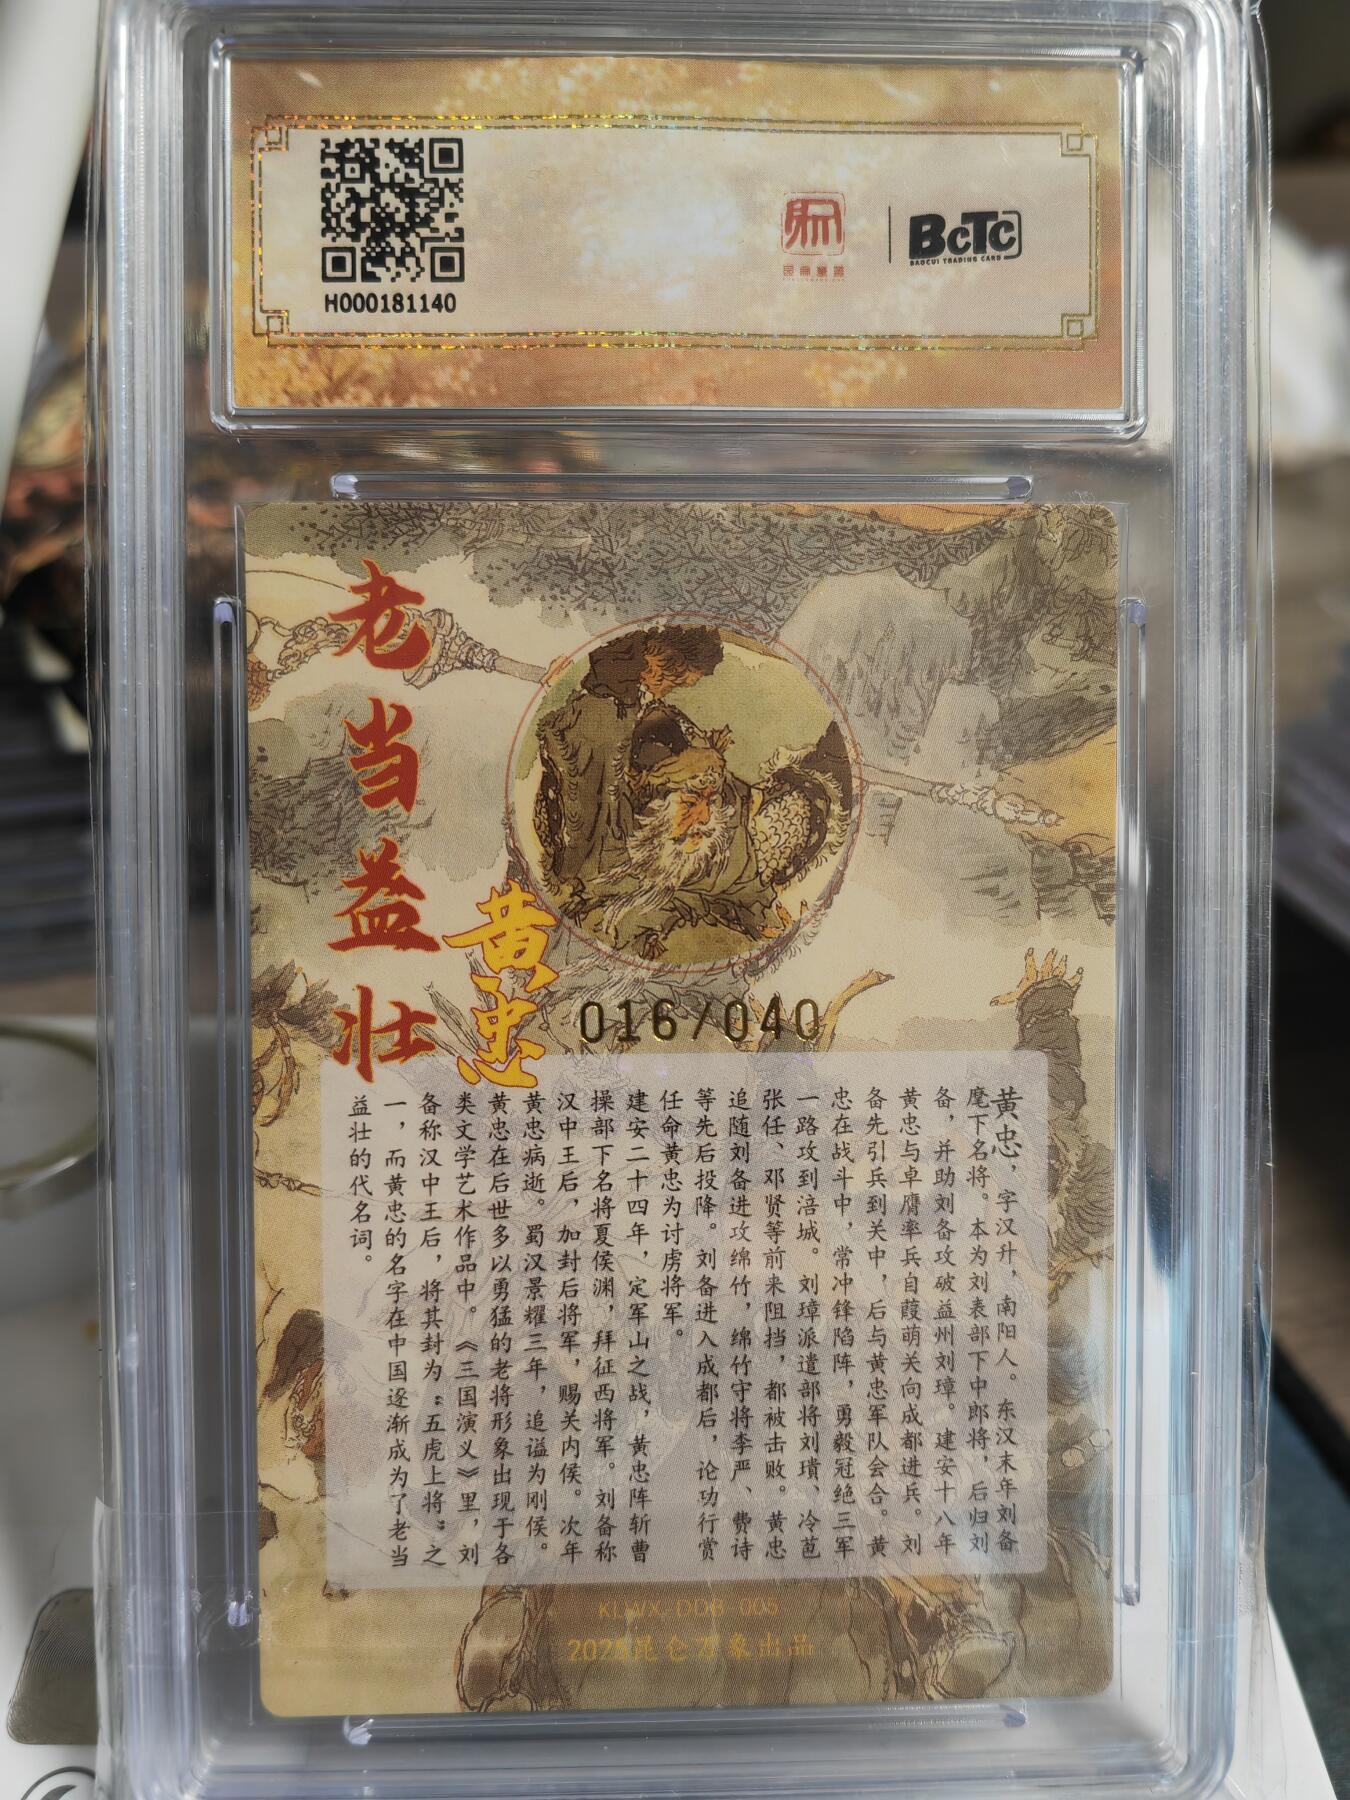 H000181140
BCTC
BAOCUI TRADING CARD
老当益壮
黄忠
016/040
黄忠，字汉升，南阳人。东汉末年刘备
麾下名将。本为刘表部下中郎将，后归刘
备，并助刘备攻破益州刘璋。建安十八年
黄忠与卓膺率兵自葭萌关向成都进兵。刘
备先引兵到关中，后与黄忠军队会合。黄
忠在战斗中，常冲锋陷阵，勇毅冠绝三军
一路攻到涪城。刘璋派遣部将刘璝、冷苞
张任、邓贤等前来阻挡，都被击败。黄忠
追随刘备进攻绵竹，绵竹守将李严、费诗
等先后投降。刘备进入成都后，论功行赏
任命黄忠为讨虏将军。
建安二十四年，定军山之战，黄忠阵斩曹
操部下名将夏侯渊，拜征西将军。刘备称
汉中王后，加封后将军，赐关内侯。次年
黄忠病逝。蜀汉景耀三年，追谥为刚侯。
黄忠在后世多以勇猛的老将形象出现于各
类文学艺术作品中。《三国演义》里，刘
备称汉中王后，将其封为“五虎上将”之
一，而黄忠的名字在中国逐渐成为了老当
益壮的代名词。
KLWX DDB-005
2025昆仑万象出品